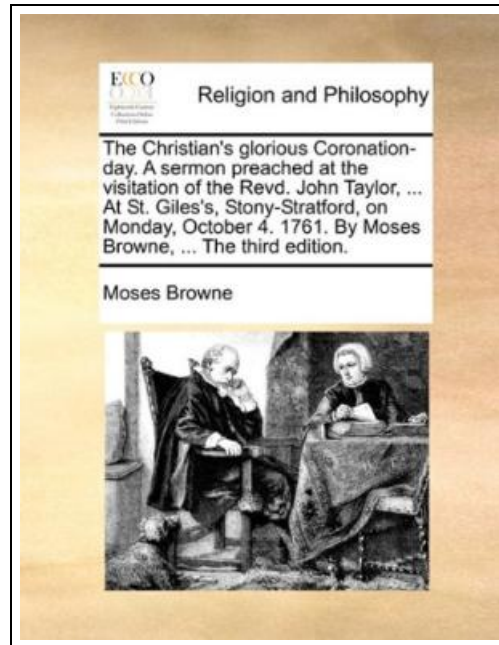 ECCO
Religion and Philosophy
The Christian's glorious Coronation-
day. A sermon preached at the
visitation of the Revd. John Taylor, ...
At St. Giles's, Stony-Stratford, on
Monday, October 4. 1761. By Moses
Browne, ... The third edition.
Moses Browne